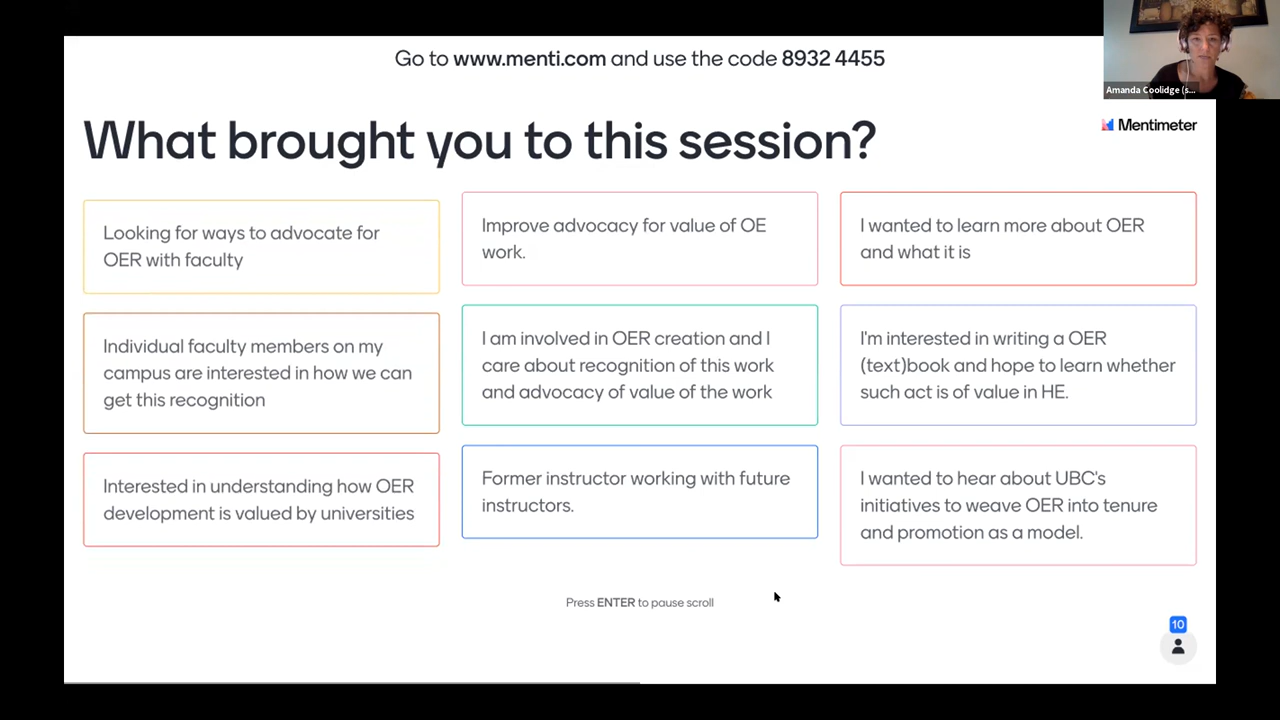 Go to www.menti.com and use the code 8932 4455
Amanda Coolidge (s...
Mentimeter
What brought you to this session?
Looking for ways to advocate for
OER with faculty
Individual faculty members on my
campus are interested in how we can
get this recognition
Interested in understanding how OER
development is valued by universities
Improve advocacy for value of OE
work.
I am involved in OER creation and I
care about recognition of this work
and advocacy of value of the work
Former instructor working with future
instructors.
I wanted to learn more about OER
and what it is
I'm interested in writing a OER
(text)book and hope to learn whether
such act is of value in HE.
I wanted to hear about UBC's
initiatives to weave OER into tenure
and promotion as a model.
Press ENTER to pause scroll
10